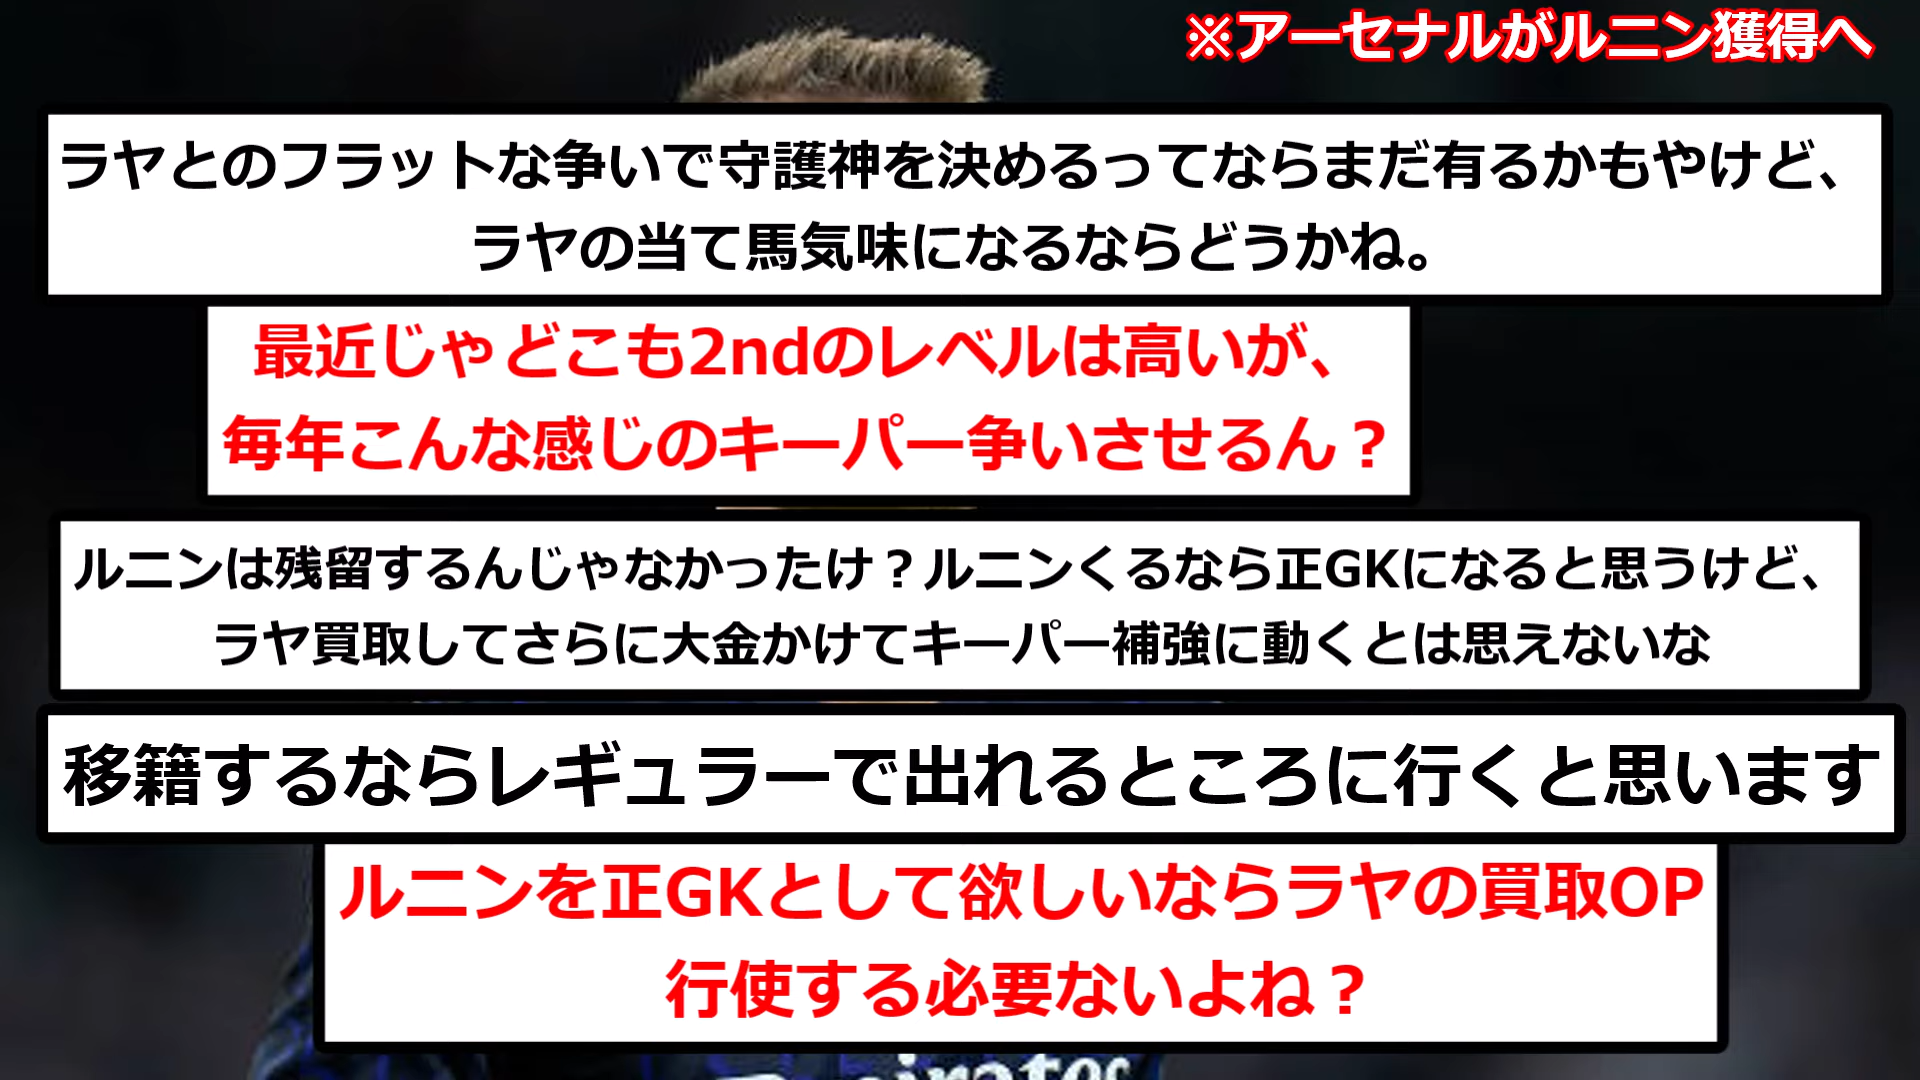 ※アーセナルがルニン獲得へ
ラヤとのフラットな争いで守護神を決めるってならまだ有るかもやけど、
ラヤの当て馬気味になるならどうかね。
最近じゃどこも2ndのレベルは高いが、
毎年こんな感じのキーパー争いさせるん？
ルニンは残留するんじゃなかったけ？ルニンくるなら正GKになると思うけど、
ラヤ買取してさらに大金かけてキーパー補強に動くとは思えないな
移籍するならレギュラーで出れるところに行くと思います
ルニンを正GKとして欲しいならラヤの買取OP
行使する必要ないよね？